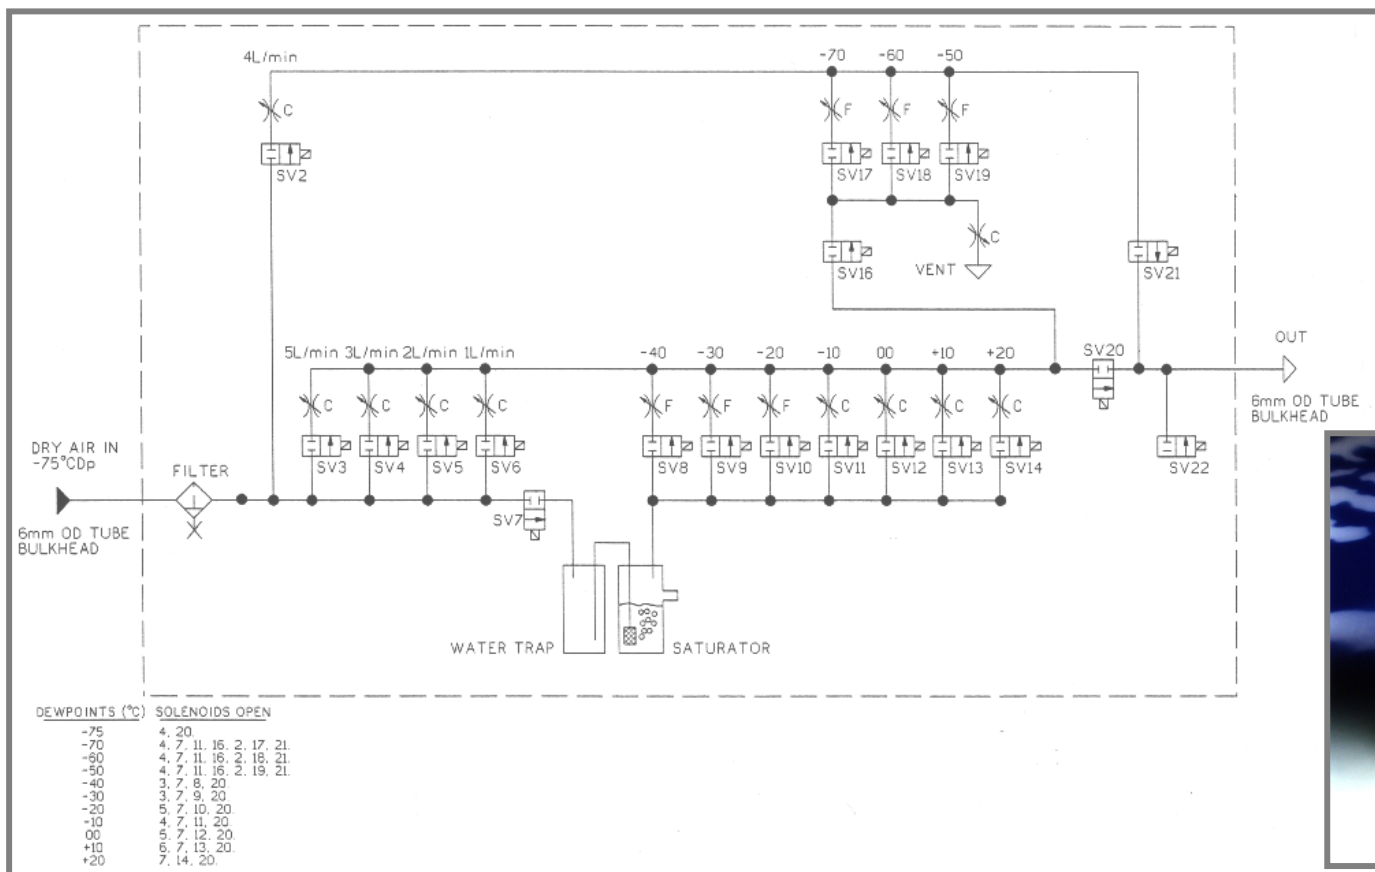 4L/min
-70 -60 -50
C
F F F
SV2
SV17 SV18 SV19
C
SV16
VENT
SV21
OUT
5L/min 3L/min 2L/min 1L/min
-40 -30 -20 -10 00 +10 +20
SV20
6mm OD TUBE
BULKHEAD
C C C C
F F F C C C C
DRY AIR IN
-75°CDp
FILTER
SV3 SV4 SV5 SV6
SV8 SV9 SV10 SV11 SV12 SV13 SV14
SV22
SV7
6mm OD TUBE
BULKHEAD
WATER TRAP
SATURATOR
DEWPOINTS (°C) SOLENOIDS OPEN
-75 4, 20.
-70 4, 7, 11, 16, 2, 17, 21.
-60 4, 7, 11, 16, 2, 18, 21.
-50 4, 7, 11, 16, 2, 19, 21.
-40 3, 7, 8, 20.
-30 3, 7, 9, 20.
-20 5, 7, 10, 20.
-10 4, 7, 11, 20.
00 5, 7, 12, 20.
+10 6, 7, 13, 20.
+20 7, 14, 20.